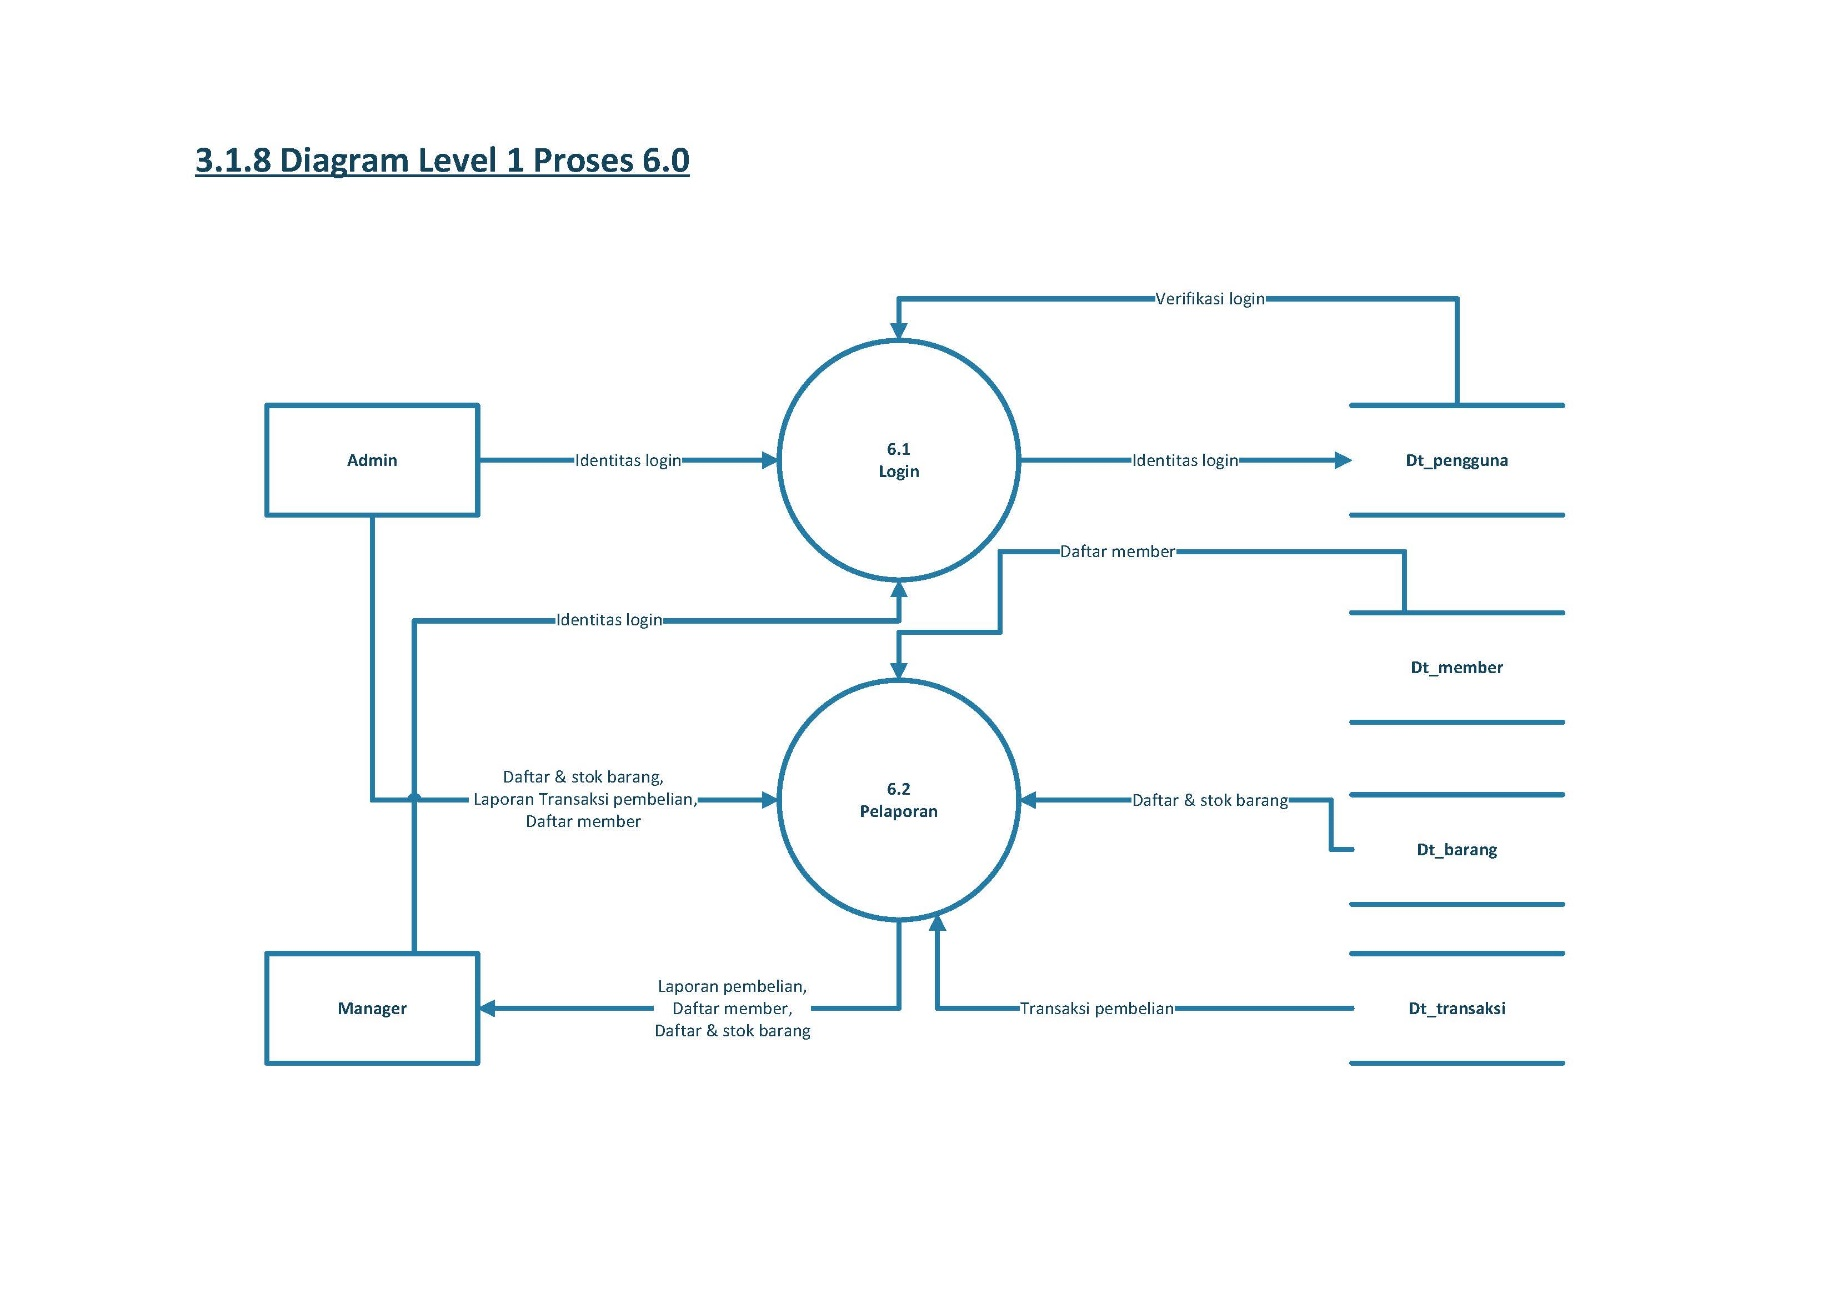 3.1.8 Diagram Level 1 Proses 6.0
Verifikasi login
Admin
Identitas login
6.1
Login
Identitas login
Dt_pengguna
Daftar member
Identitas login
Dt_member
Daftar & stok barang,
Laporan Transaksi pembelian,
Daftar member
6.2
Pelaporan
Daftar & stok barang
Dt_barang
Manager
Laporan pembelian,
Daftar member,
Daftar & stok barang
Transaksi pembelian
Dt_transaksi